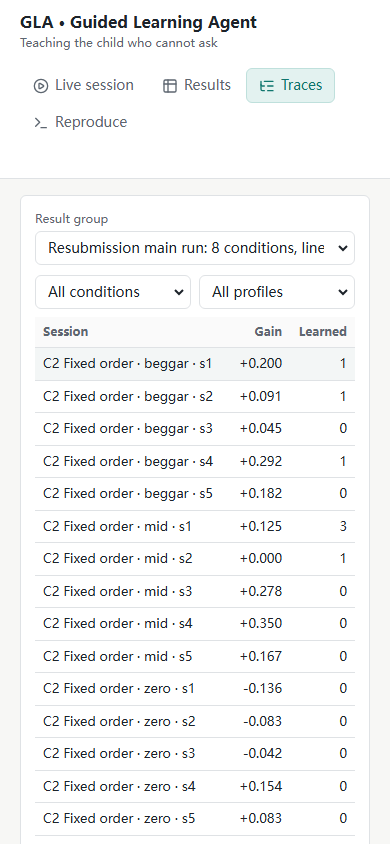 GLA • Guided Learning Agent
Teaching the child who cannot ask
Live session Results Traces
Reproduce
Result group
Resubmission main run: 8 conditions, line
All conditions All profiles
Session Gain Learned
C2 Fixed order · beggar · s1 +0.200 1
C2 Fixed order · beggar · s2 +0.091 1
C2 Fixed order · beggar · s3 +0.045 0
C2 Fixed order · beggar · s4 +0.292 1
C2 Fixed order · beggar · s5 +0.182 0
C2 Fixed order · mid · s1 +0.125 3
C2 Fixed order · mid · s2 +0.000 1
C2 Fixed order · mid · s3 +0.278 0
C2 Fixed order · mid · s4 +0.350 0
C2 Fixed order · mid · s5 +0.167 0
C2 Fixed order · zero · s1 -0.136 0
C2 Fixed order · zero · s2 -0.083 0
C2 Fixed order · zero · s3 -0.042 0
C2 Fixed order · zero · s4 +0.154 0
C2 Fixed order · zero · s5 +0.083 0